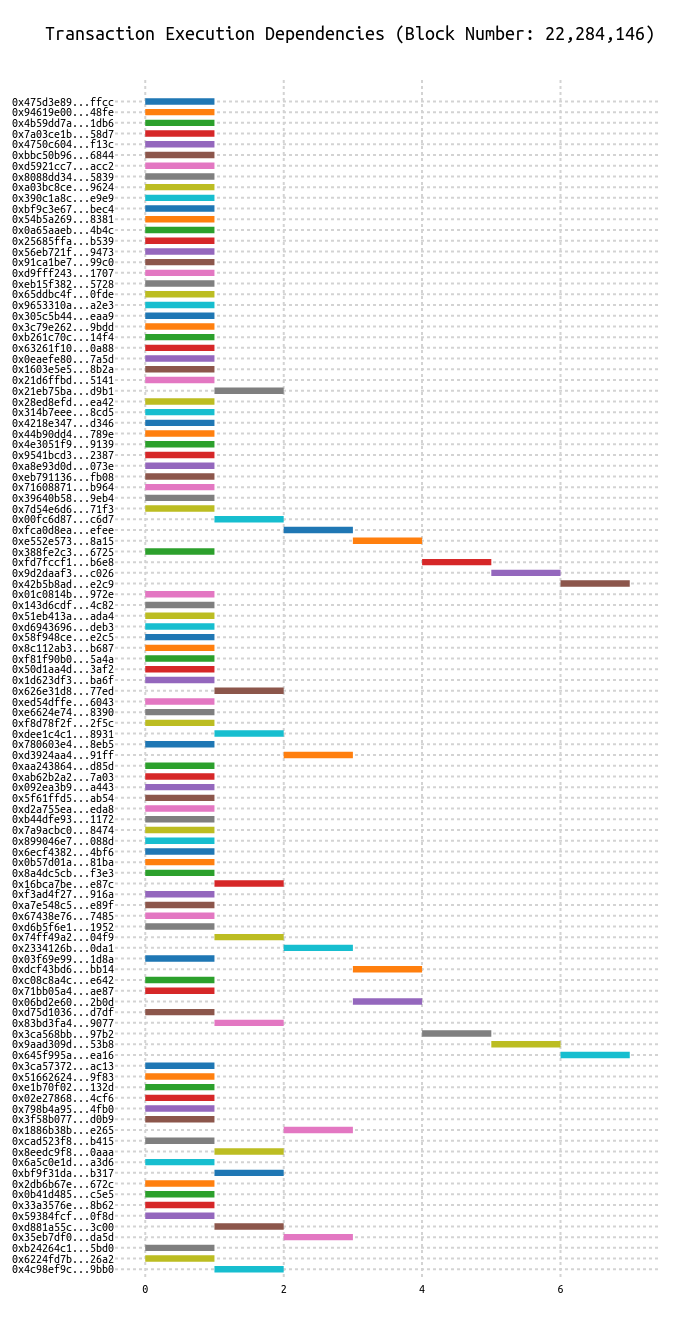 Transaction Execution Dependencies (Block Number: 22,284,146)
0x475d3e89...ffcc
0x94619e00...48fe
0x4b59dd7a...1db6
0x7a03ce1b...58d7
0x4750c604...f13c
0xbbc50b96...6844
0xd5921cc7...acc2
0x8088dd34...5839
0xa03bc8ce...9624
0x390c1a8c...e9e9
0xbf9c3e67...bec4
0x54b5a269...8381
0x0a65aaeb...4b4c
0x25685ffa...b539
0x56eb721f...9473
0x91ca1be7...99c0
0xd9fff243...1707
0xeb15f382...5728
0x65ddbc4f...0fde
0x9653310a...a2e3
0x305c5b44...eaa9
0x3c79e262...9bdd
0xb261c70c...14f4
0x63261f10...0a88
0x0eaefe80...7a5d
0x1603e5e5...8b2a
0x21d6ffbd...5141
0x21eb75ba...d9b1
0x28ed8efd...ea42
0x314b7eee...8cd5
0x4218e347...d346
0x44b90dd4...789e
0x4e3051f9...9139
0x9541bcd3...2387
0xa8e93d0d...073e
0xeb791136...fb08
0x71608871...b964
0x39640b58...9eb4
0x7d54e6d6...71f3
0x00fc6d87...c6d7
0xfca0d8ea...efee
0xe552e573...8a15
0x388fe2c3...6725
0xfd7fccf1...b6e8
0x9d2daaf3...c026
0x42b5b8ad...e2c9
0x01c0814b...972e
0x143d6cdf...4c82
0x51eb413a...ada4
0xd6943696...deb3
0x58f948ce...e2c5
0x8c112ab3...b687
0xf81f90b0...5a4a
0x50d1aa4d...3af2
0x1d623df3...ba6f
0x626e31d8...77ed
0xed54dffe...6043
0xe6624e74...8390
0xf8d78f2f...2f5c
0xdee1c4c1...8931
0x780603e4...8eb5
0xd3924aa4...91ff
0xaa243864...d85d
0xab62b2a2...7a03
0x092ea3b9...a443
0x5f61ffd5...ab54
0xd2a755ea...eda8
0xb44dfe93...1172
0x7a9acbc0...8474
0x899046e7...088d
0x6ecf4382...4bf6
0x0b57d01a...81ba
0x8a4dc5cb...f3e3
0x16bca7be...e87c
0xf3ad4f27...916a
0xa7e548c5...e89f
0x67438e76...7485
0xd6b5f6e1...1952
0x74ff49a2...04f9
0x2334126b...0da1
0x03f69e99...1d8a
0xdcf43bd6...bb14
0xc08c8a4c...e642
0x71bb05a4...ae87
0x06bd2e60...2b0d
0xd75d1036...d7df
0x83bd3fa4...9077
0x3ca568bb...97b2
0x9aad309d...53b8
0x645f995a...ea16
0x3ca57372...ac13
0x51662624...9f83
0xe1b70f02...132d
0x02e27868...4cf6
0x798b4a95...4fb0
0x3f58b077...d0b9
0x1886b38b...e265
0xcad523f8...b415
0x8eedc9f8...0aaa
0x6a5c0e1d...a3d6
0xbf9f31da...b317
0x2db6b67e...672c
0x0b41d485...c5e5
0x33a3576e...8b62
0x59384fcf...0f8d
0xd881a55c...3c00
0x35eb7df0...da5d
0xb24264c1...5bd0
0x6224fd7b...26a2
0x4c98ef9c...9bb0
0 2 4 6